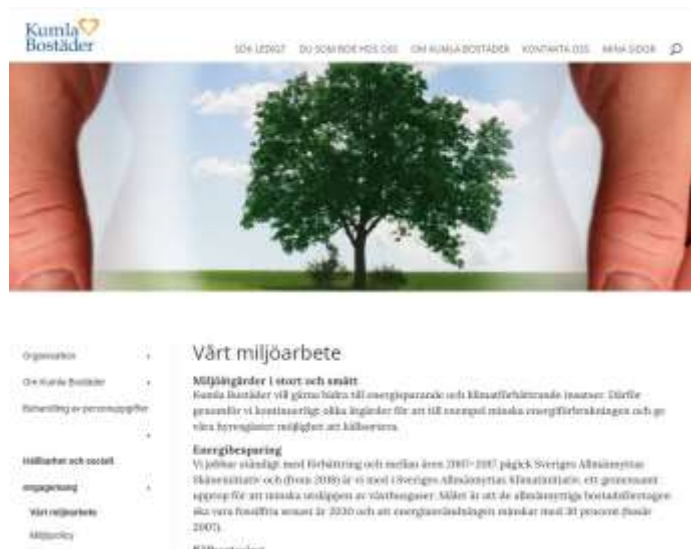 Kumla
Bostäder
SÖK LEDIGT DU SOM BOR HOS OSS OM KUMLA BOSTÄDER KONTAKTA OSS MINA SIDOR
Organisation
Vårt miljöarbete
Om Kumla Bostäder
Miljöåtgärder i stort och smått
Kumla Bostäder vill gärna bidra till energisparande och klimatförbättrande insatser. Därför
Behandling av personuppgifter
genomför vi kontinuerligt olika åtgärder för att till exempel minska energiförbrukningen och ge
våra hyresgäster möjlighet att källsortera.
Energibesparing
Hållbarhet och socialt
Vi jobbar ständigt med förbättring och mellan åren 2007-2017 pågick Sveriges Allmännyttas
engagemang
Skåneinitiativ och (from 2018) är vi med i Sveriges Allmännyttas Klimatinitiativ, ett gemensamt
upprop för att minska utsläppen av växthusgaser. Målet är att de allmännyttiga bostadsföretagen
Vårt miljöarbete
ska vara fossilfria senast år 2030 och att energianvändningen minskar med 30 procent (basår
2007).
Miljöpolicy